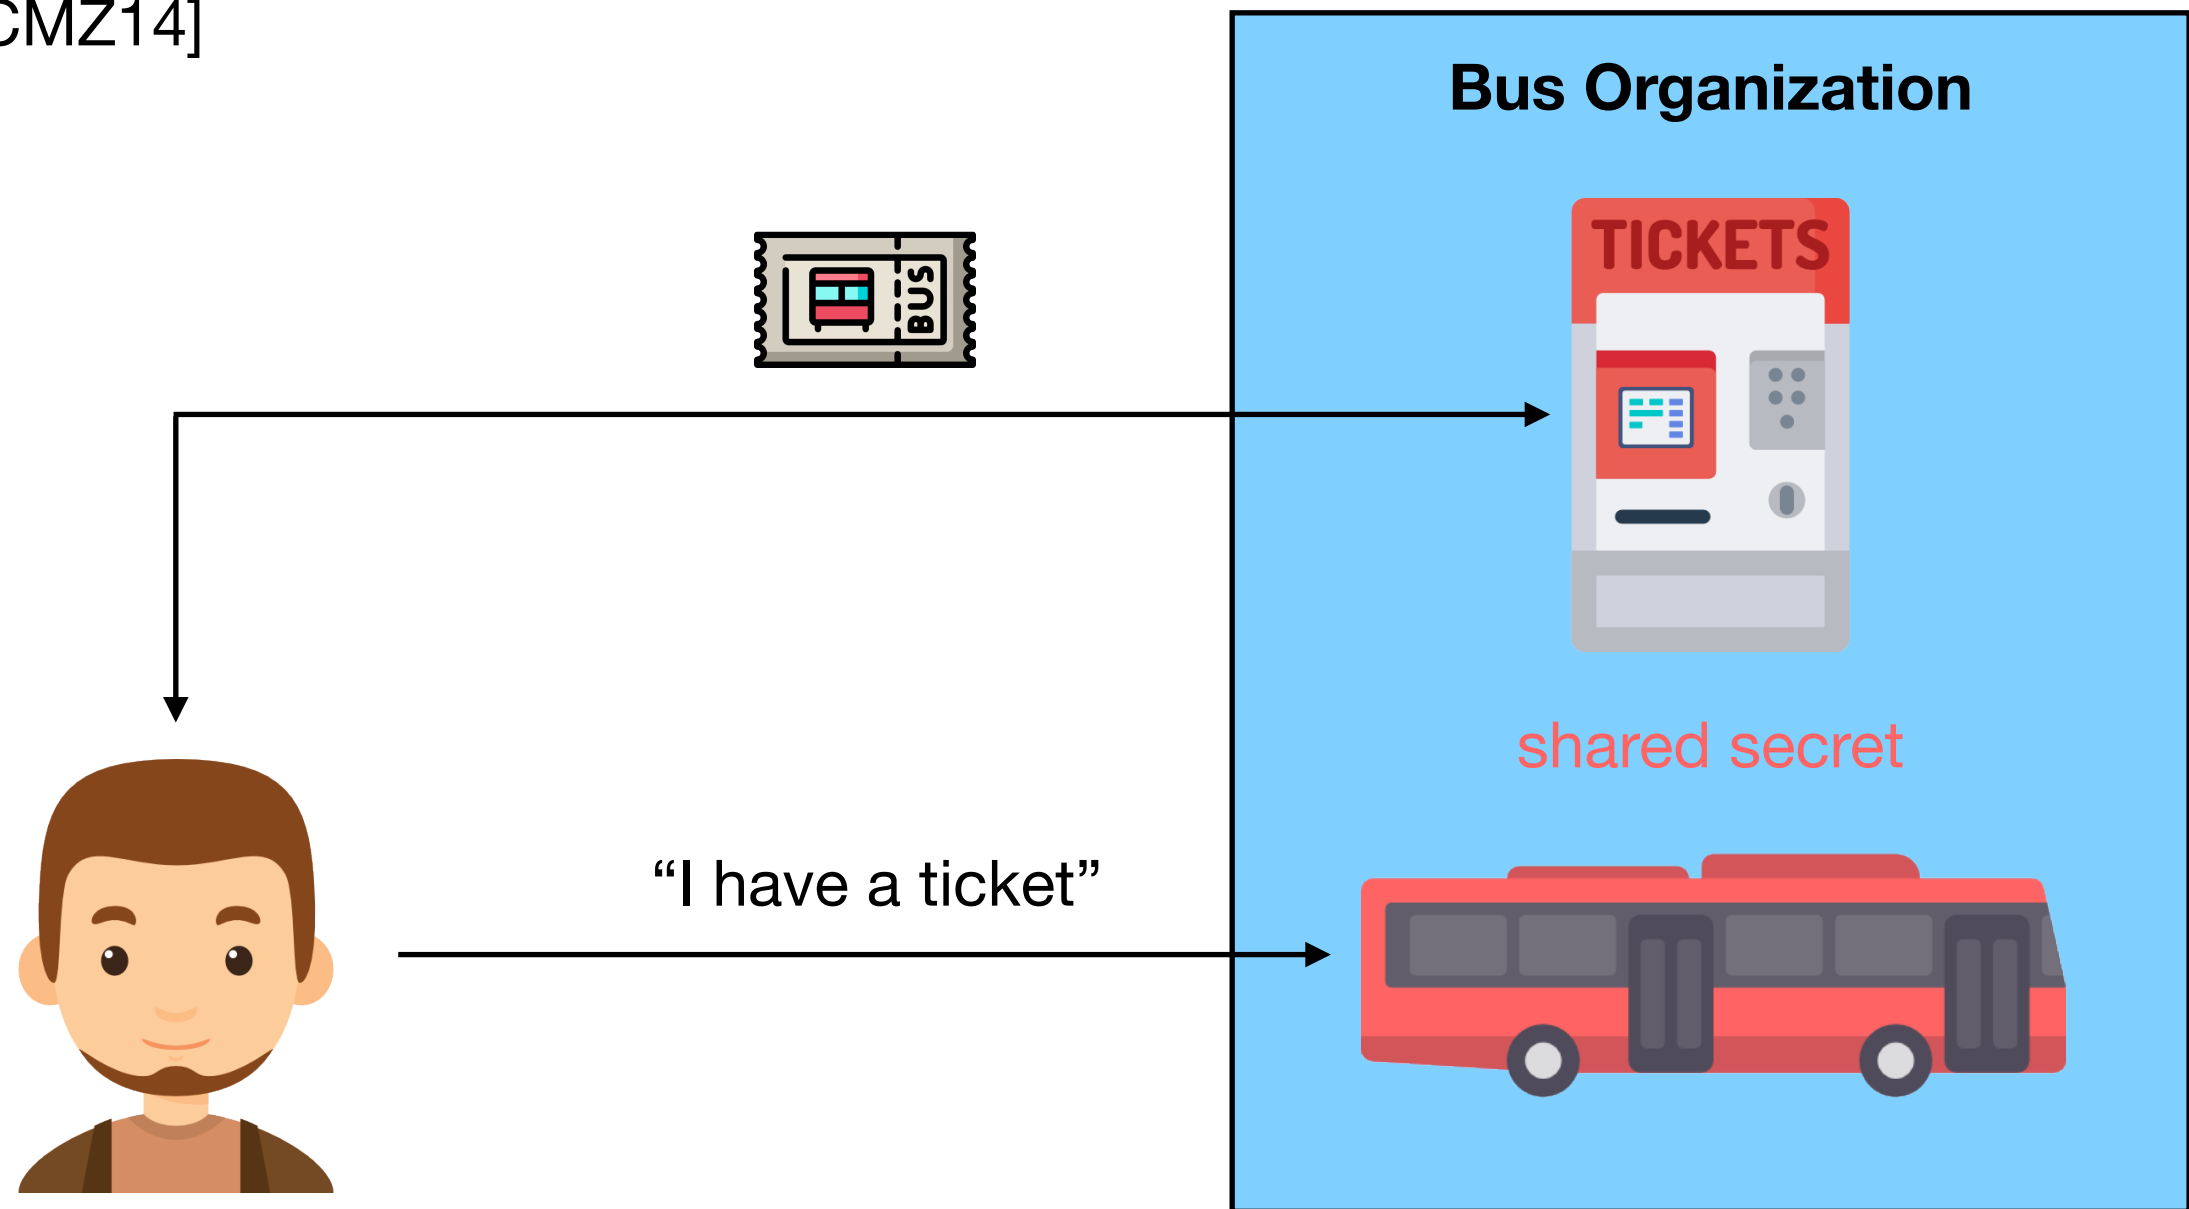 CMZ14]
Bus Organization
TICKETS
BUS
shared secret
“I have a ticket”